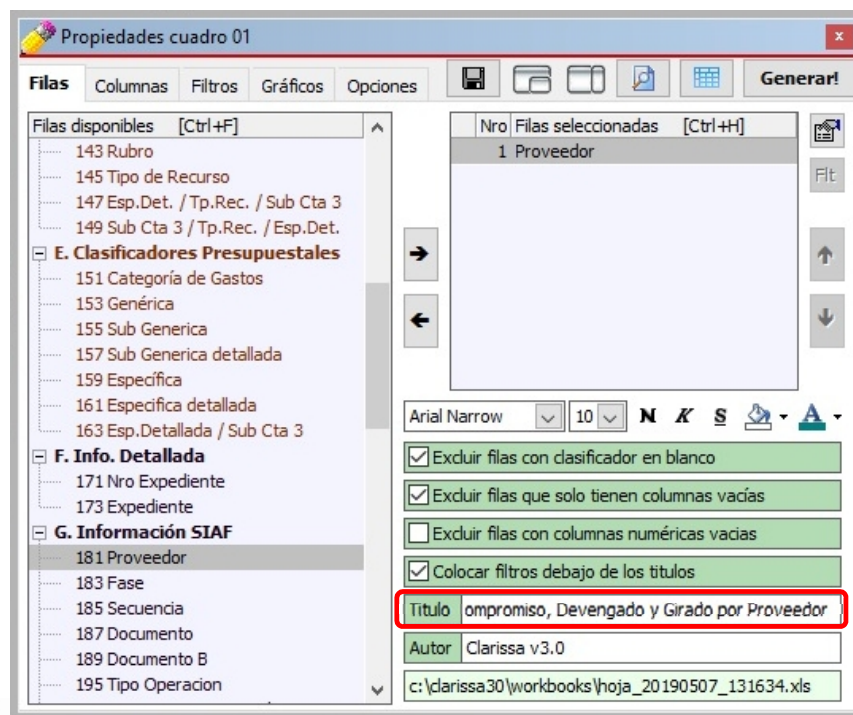 Propiedades cuadro 01
x
Filas Columnas Filtros Gráficos Opciones Generar!
Filas disponibles [Ctrl+F]
143 Rubro
145 Tipo de Recurso
147 Esp.Det. / Tp.Rec. / Sub Cta 3
149 Sub Cta 3 / Tp.Rec. / Esp.Det.
E. Clasificadores Presupuestales
151 Categoría de Gastos
153 Genérica
155 Sub Generica
157 Sub Generica detallada
159 Específica
161 Especifica detallada
163 Esp.Detallada / Sub Cta 3
F. Info. Detallada
171 Nro Expediente
173 Expediente
G. Información SIAF
181 Proveedor
183 Fase
185 Secuencia
187 Documento
189 Documento B
195 Tipo Operacion
Nro Filas seleccionadas [Ctrl+H]
1 Proveedor
Flt
Arial Narrow 10 N K S A
Excluir filas con clasificador en blanco
Excluir filas que solo tienen columnas vacías
Excluir filas con columnas numéricas vacias
Colocar filtros debajo de los titulos
Titulo ompromiso, Devengado y Girado por Proveedor
Autor Clarissa v3.0
c:\clarissa30\workbooks\hoja_20190507_131634.xls